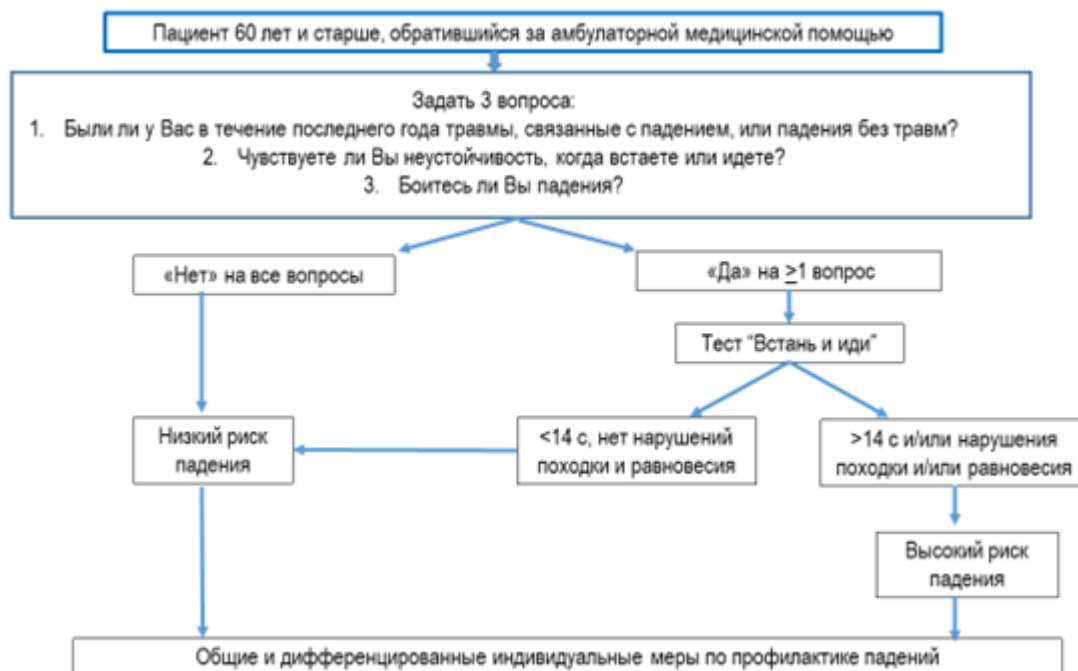 Пациент 60 лет и старше, обратившийся за амбулаторной медицинской помощью
Задать 3 вопроса:
1. Были ли у Вас в течение последнего года травмы, связанные с падением, или падения без травм?
2. Чувствуете ли Вы неустойчивость, когда встаете или идете?
3. Боитесь ли Вы падения?
«Нет» на все вопросы
«Да» на ≥1 вопрос
Тест “Встань и иди”
Низкий риск
падения
<14 с, нет нарушений
походки и равновесия
>14 с и/или нарушения
походки и/или равновесия
Высокий риск
падения
Общие и дифференцированные индивидуальные меры по профилактике падений